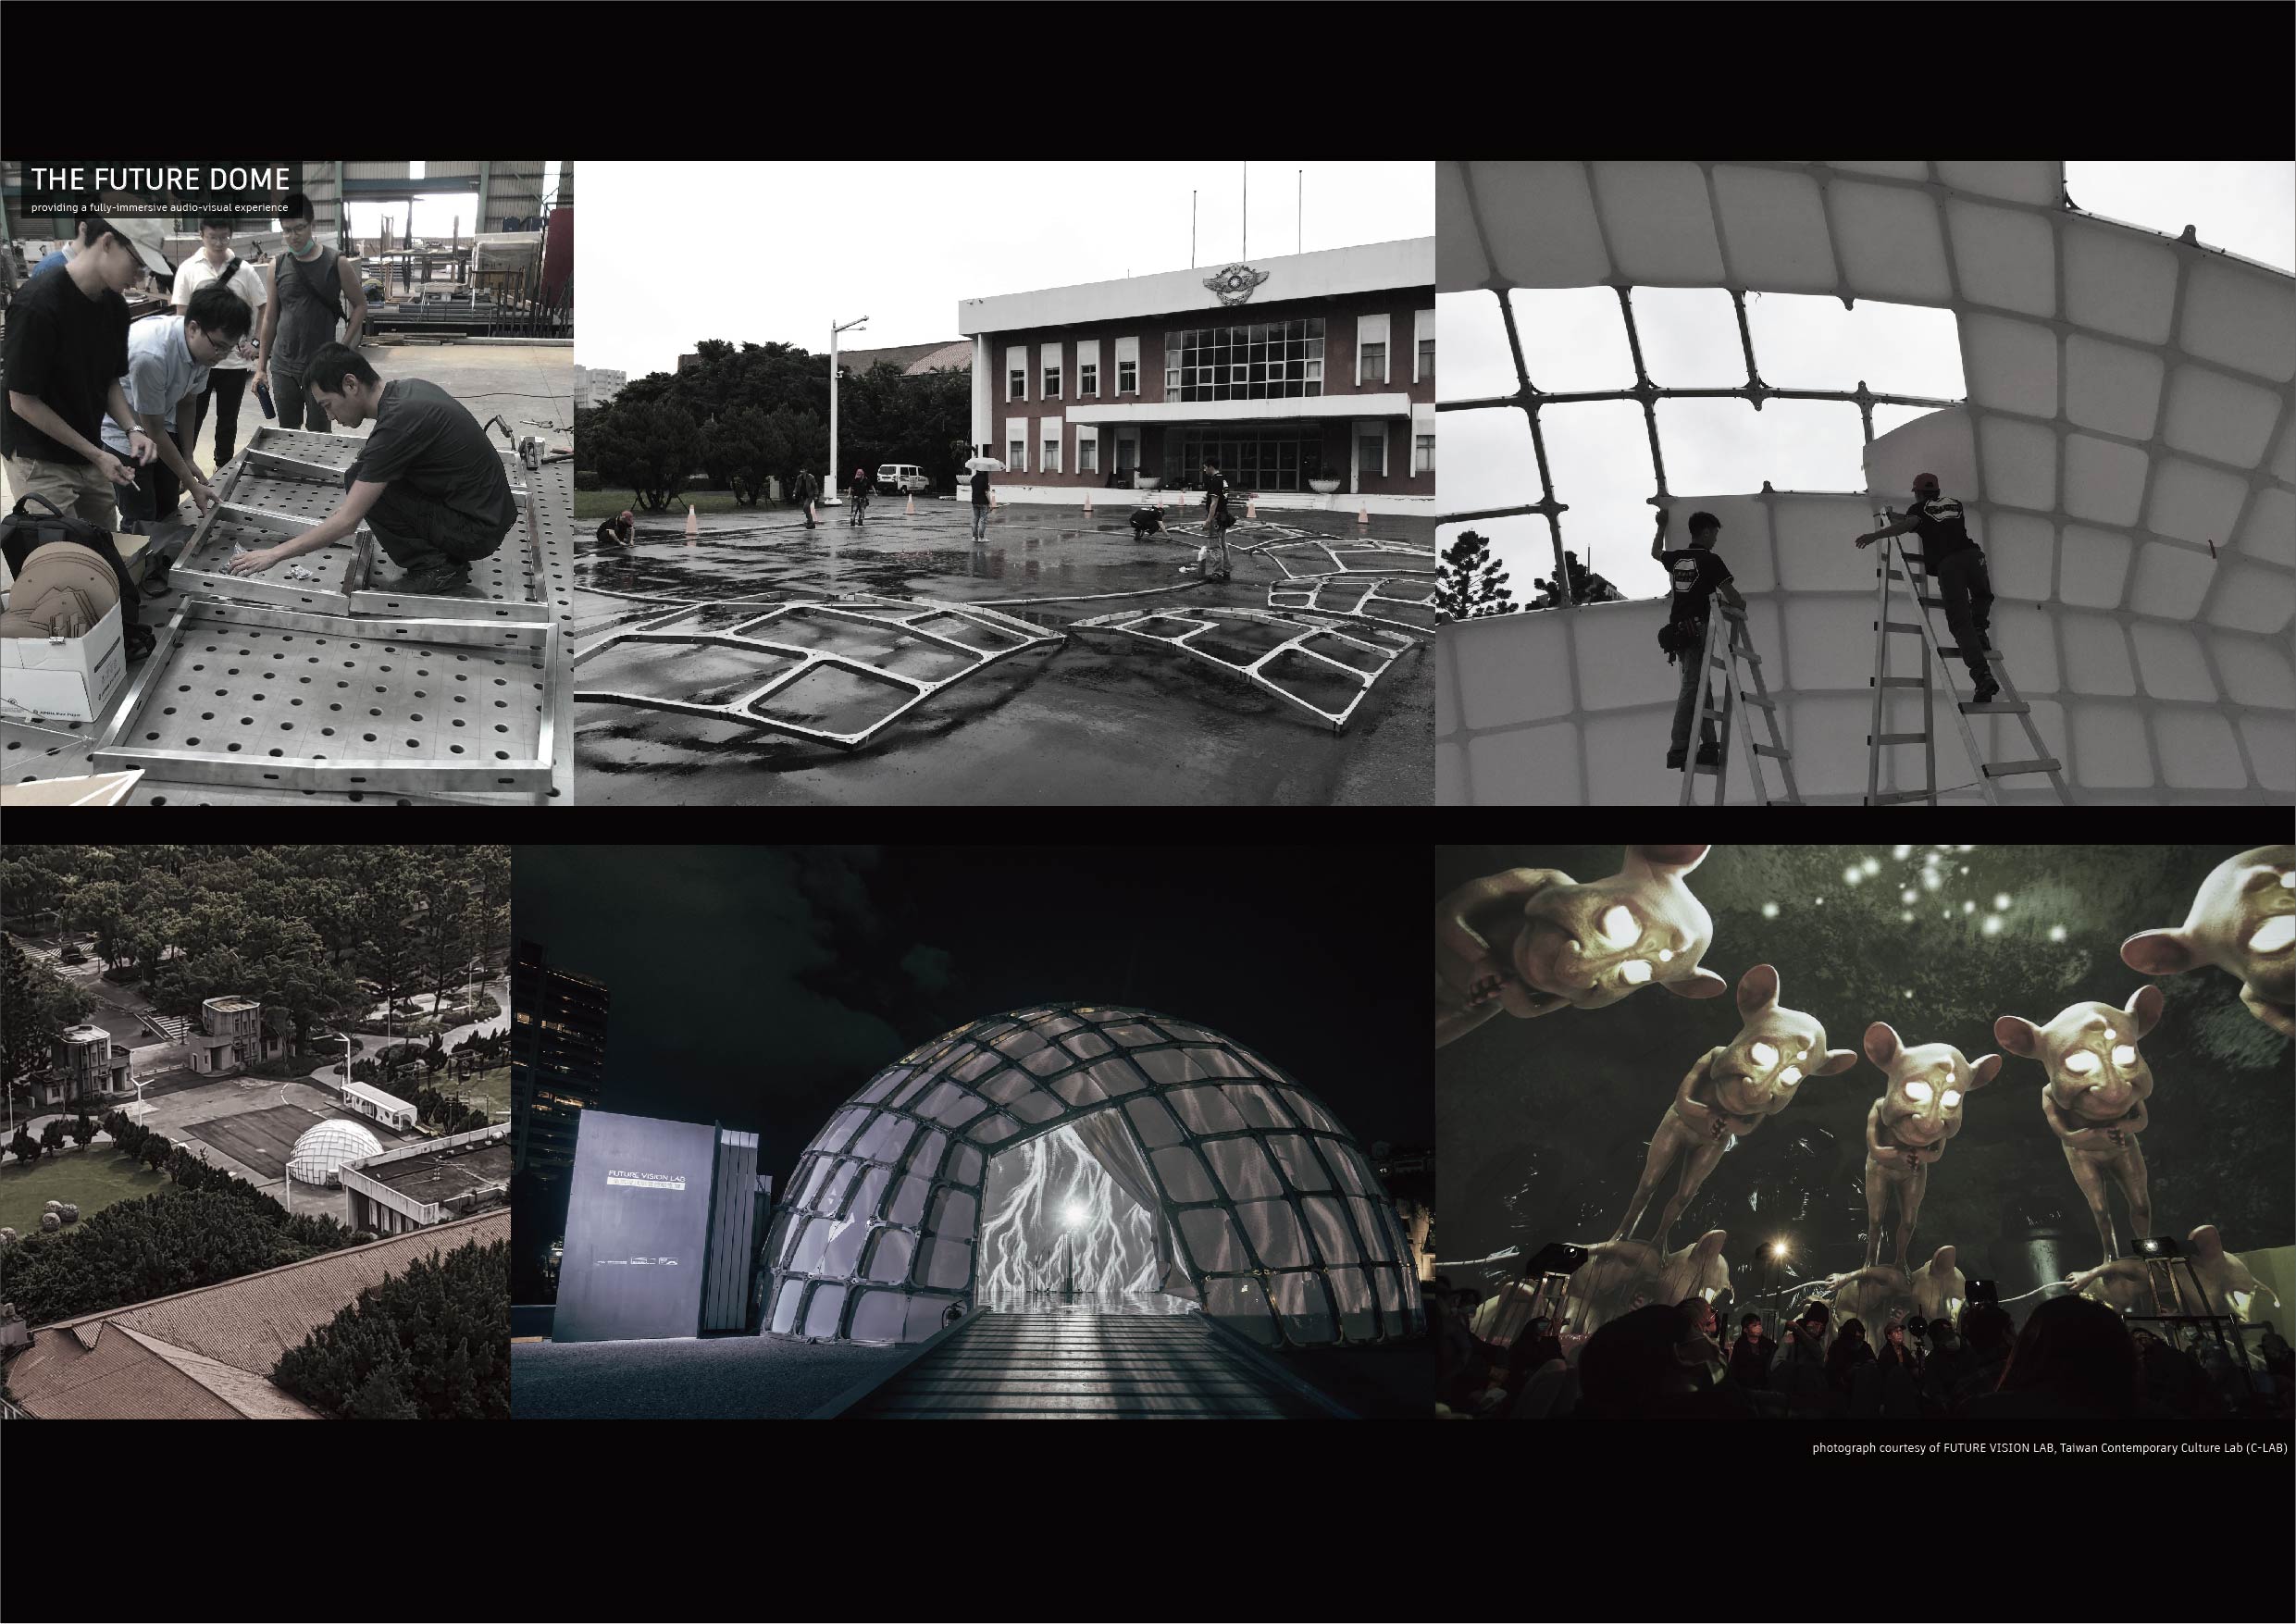 THE FUTURE DOME
providing a fully-immersive audio-visual experience
FUTURE VISION LAB
photograph courtesy of FUTURE VISION LAB, Taiwan Contemporary Culture Lab (C-LAB)